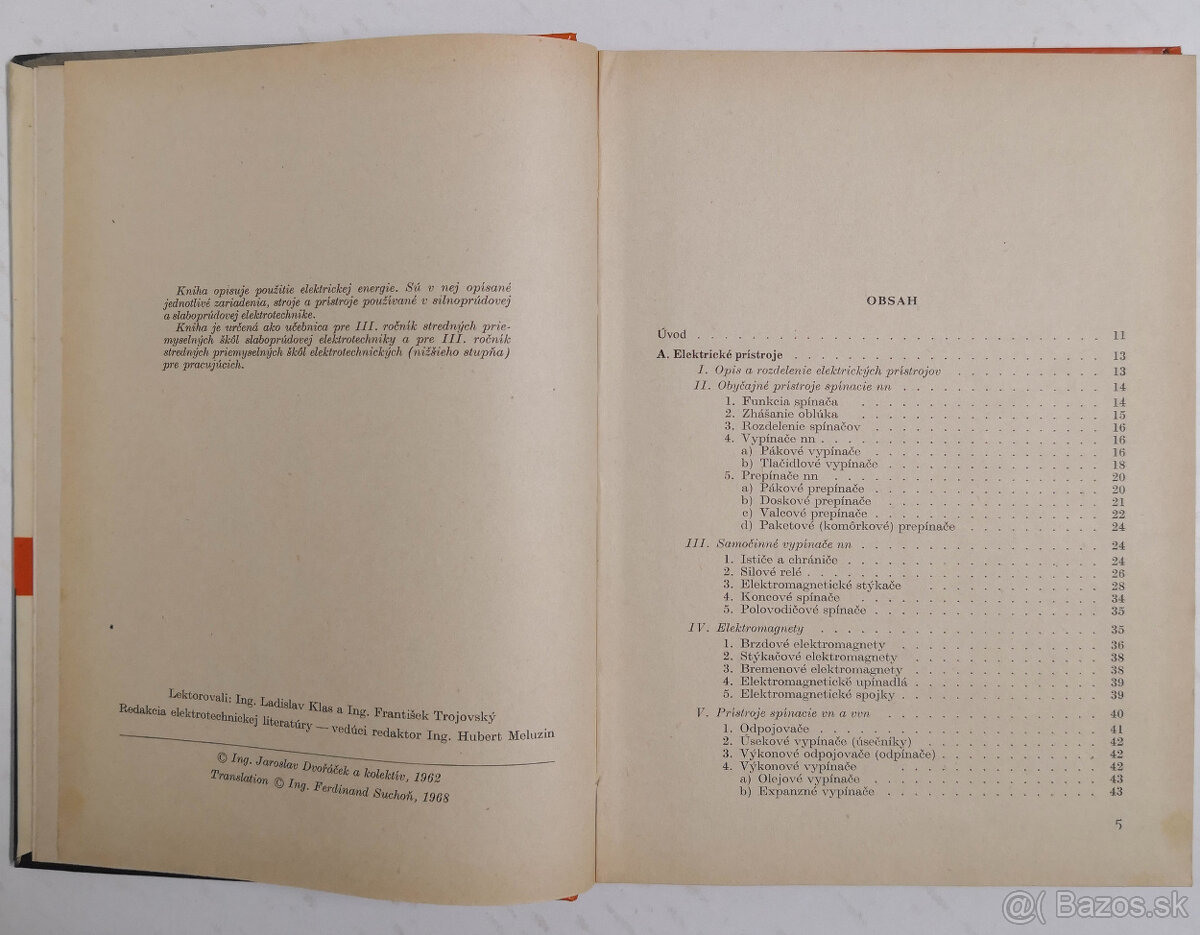 Kniha opisuje použitie elektrickej energie. Sú v nej opísané
jednotlivé zariadenia, stroje a prístroje používané v silnoprúdovej
a slaboprúdovej elektrotechnike.
Kniha je určená ako učebnica pre III. ročník stredných prie-
myselných škôl slaboprúdovej elektrotechniky a pre III. ročník
stredných priemyselných škôl elektrotechnických (nižšieho stupňa)
pre pracujúcich.
Lektorovali: Ing. Ladislav Klas a Ing. František Trojovský
Redakcia elektrotechnickej literatúry — vedúci redaktor Ing. Hubert Meluzin
© Ing. Jaroslav Dvořáček a kolektív, 1962
Translation © Ing. Ferdinand Suchoň, 1968
OBSAH
Úvod . . . 11
A. Elektrické prístroje . . . 13
I. Opis a rozdelenie elektrických prístrojov . . . 13
II. Obyčajné prístroje spínacie nn . . . 14
1. Funkcia spínača . . . 14
2. Zhášanie oblúka . . . 15
3. Rozdelenie spínačov . . . 16
4. Vypínače nn . . . 16
a) Pákové vypínače . . . 16
b) Tlačidlové vypínače . . . 18
5. Prepínače nn . . . 20
a) Pákové prepínače . . . 20
b) Doskové prepínače . . . 21
c) Valcové prepínače . . . 22
d) Paketové (komôrkové) prepínače . . . 24
III. Samočinné vypínače nn . . . 24
1. Ističe a chrániče . . . 24
2. Silové relé . . . 26
3. Elektromagnetické stýkače . . . 28
4. Koncové spínače . . . 34
5. Polovodičové spínače . . . 35
IV. Elektromagnety . . . 35
1. Brzdové elektromagnety . . . 36
2. Stýkačové elektromagnety . . . 38
3. Bremenové elektromagnety . . . 38
4. Elektromagnetické upínadlá . . . 39
5. Elektromagnetické spojky . . . 39
V. Prístroje spínacie vn a vvn . . . 40
1. Odpojovače . . . 41
2. Úsekové vypínače (úsečníky) . . . 42
3. Výkonové odpojovače (odpínače) . . . 42
4. Výkonové vypínače . . . 42
a) Olejové vypínače . . . 43
b) Expanzné vypínače . . . 43
5
@( Bazos.sk